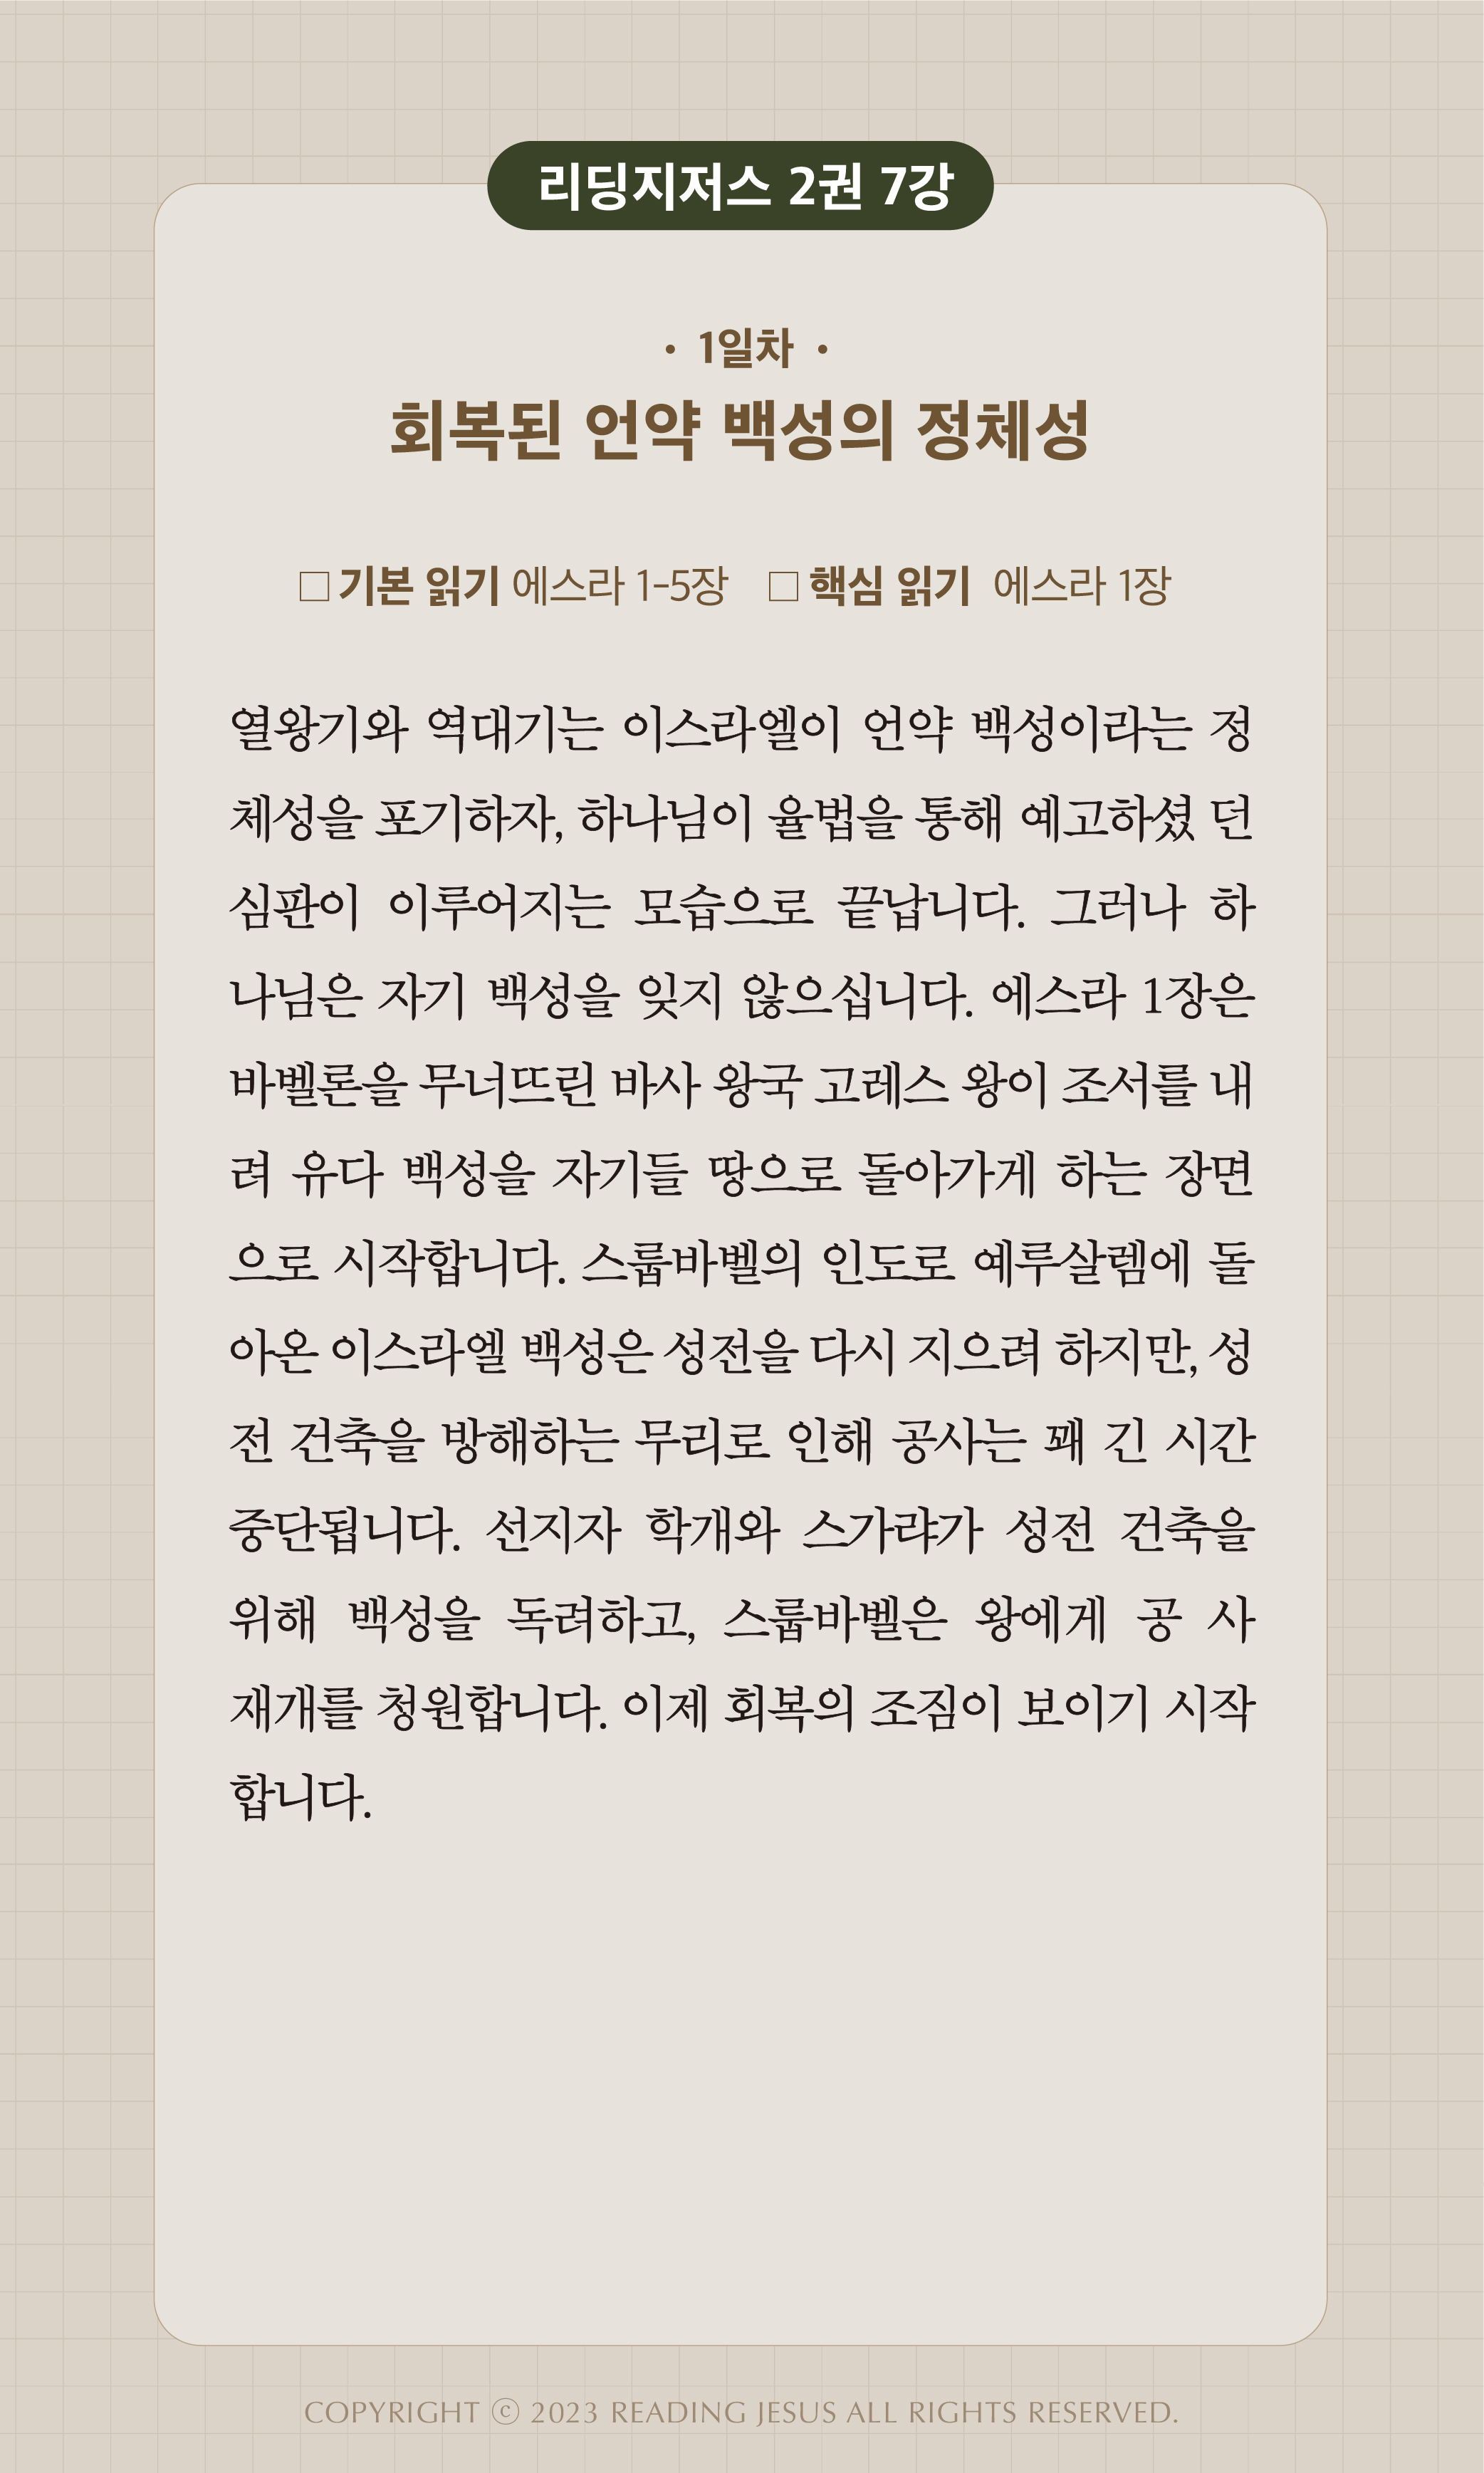 리딩지저스 2권 7강
· 1일차 ·
회복된 언약 백성의 정체성
□ 기본 읽기 에스라 1-5장 □ 핵심 읽기 에스라 1장
열왕기와 역대기는 이스라엘이 언약 백성이라는 정
체성을 포기하자, 하나님이 율법을 통해 예고하셨 던
심판이 이루어지는 모습으로 끝납니다. 그러나 하
나님은 자기 백성을 잊지 않으십니다. 에스라 1장은
바벨론을 무너뜨린 바사 왕국 고레스 왕이 조서를 내
려 유다 백성을 자기들 땅으로 돌아가게 하는 장면
으로 시작합니다. 스룹바벨의 인도로 예루살렘에 돌
아온 이스라엘 백성은 성전을 다시 지으려 하지만, 성
전 건축을 방해하는 무리로 인해 공사는 꽤 긴 시간
중단됩니다. 선지자 학개와 스가랴가 성전 건축을
위해 백성을 독려하고, 스룹바벨은 왕에게 공 사
재개를 청원합니다. 이제 회복의 조짐이 보이기 시작
합니다.
COPYRIGHT ⓒ 2023 READING JESUS ALL RIGHTS RESERVED.